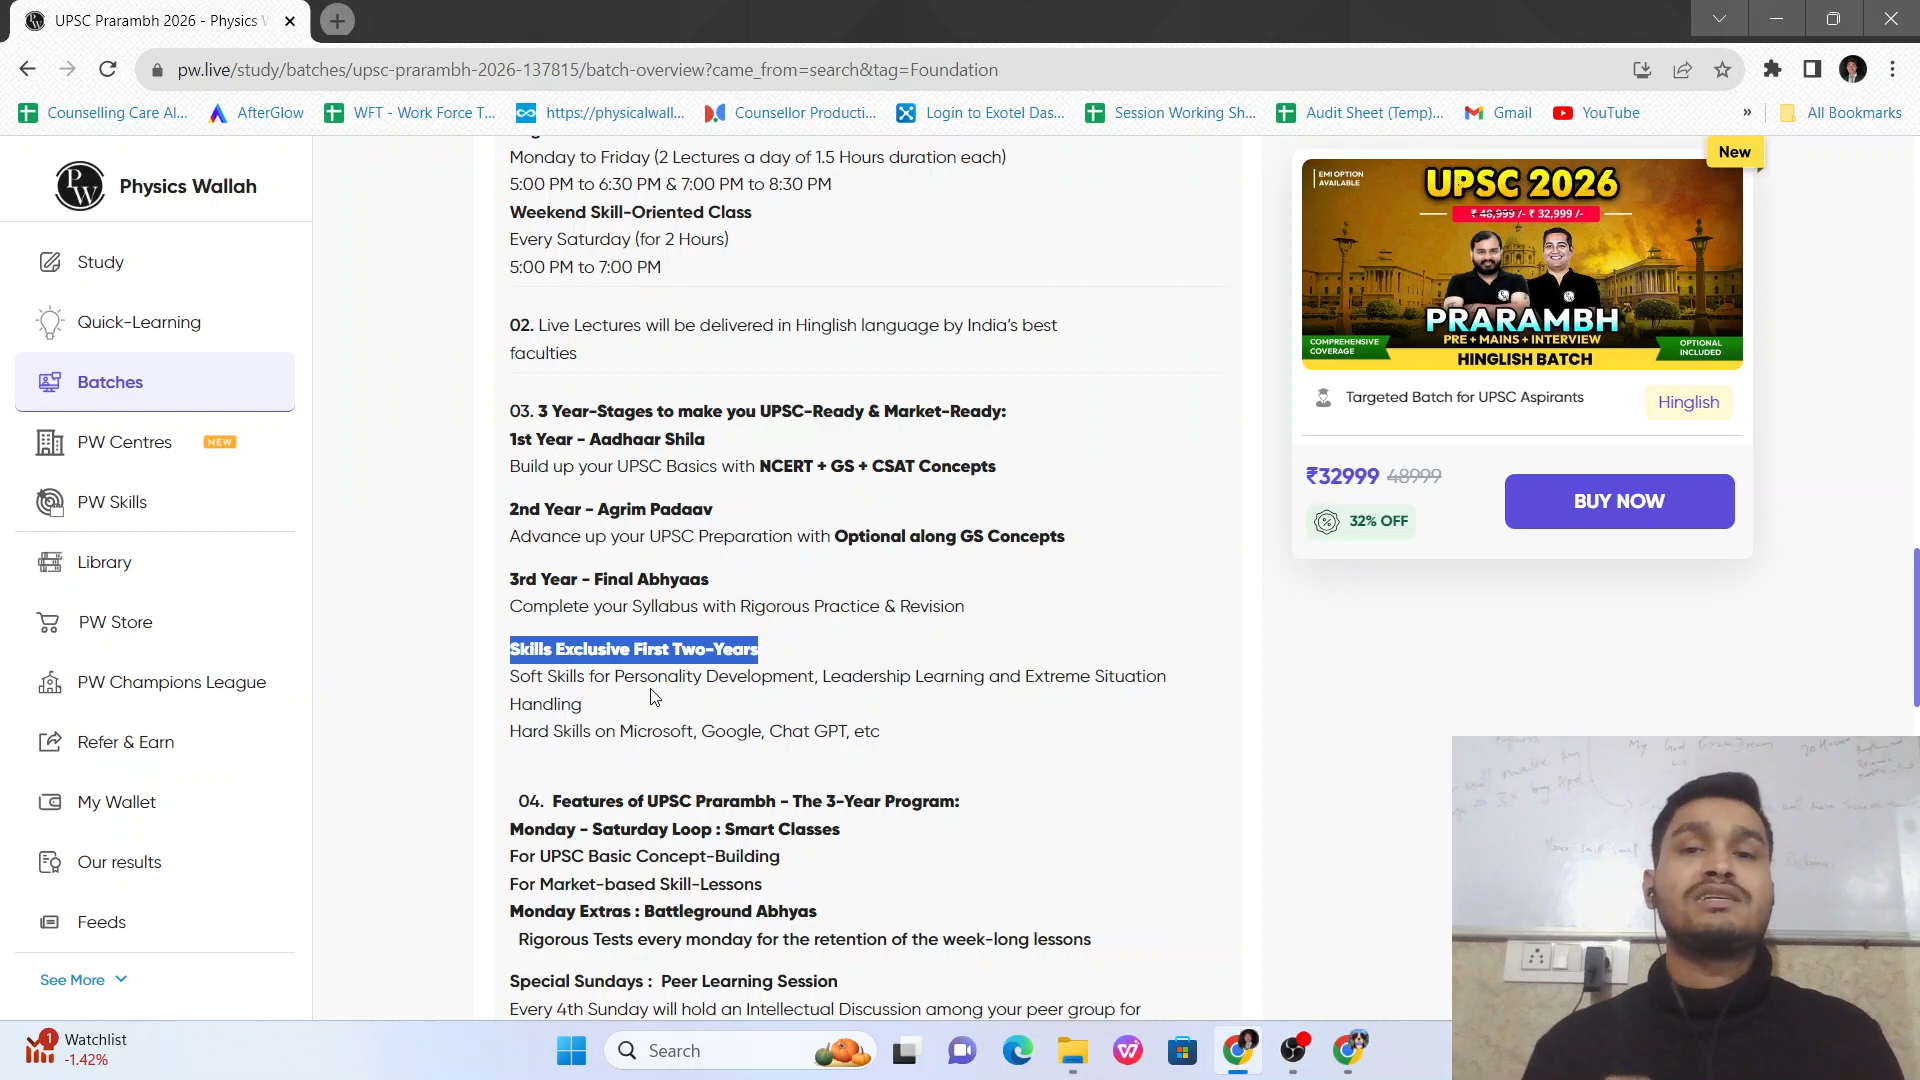 UPSC Prarambh 2026 - Physics W
pw.live/study/batches/upsc-prarambh-2026-137815/batch-overview?came_from=search&tag=Foundation
Counselling Care Al...
AfterGlow
WFT - Work Force T...
https://physicalwall...
Counsellor Producti...
Login to Exotel Das...
Session Working Sh...
Audit Sheet (Temp)...
Gmail
YouTube
»
All Bookmarks
PW
Physics Wallah
Study
Quick-Learning
Batches
PW Centres NEW
PW Skills
Library
PW Store
PW Champions League
Refer & Earn
My Wallet
Our results
Feeds
See More
Monday to Friday (2 Lectures a day of 1.5 Hours duration each)
5:00 PM to 6:30 PM & 7:00 PM to 8:30 PM
Weekend Skill-Oriented Class
Every Saturday (for 2 Hours)
5:00 PM to 7:00 PM
02. Live Lectures will be delivered in Hinglish language by India's best
faculties
03. 3 Year-Stages to make you UPSC-Ready & Market-Ready:
1st Year - Aadhaar Shila
Build up your UPSC Basics with NCERT + GS + CSAT Concepts
2nd Year - Agrim Padaav
Advance up your UPSC Preparation with Optional along GS Concepts
3rd Year - Final Abhyaas
Complete your Syllabus with Rigorous Practice & Revision
Skills Exclusive First Two-Years
Soft Skills for Personality Development, Leadership Learning and Extreme Situation
Handling
Hard Skills on Microsoft, Google, Chat GPT, etc
04. Features of UPSC Prarambh - The 3-Year Program:
Monday - Saturday Loop : Smart Classes
For UPSC Basic Concept-Building
For Market-based Skill-Lessons
Monday Extras : Battleground Abhyas
Rigorous Tests every monday for the retention of the week-long lessons
Special Sundays : Peer Learning Session
Every 4th Sunday will hold an Intellectual Discussion among your peer group for
New
EMI OPTION
AVAILABLE
UPSC 2026
₹ 48,999 /- ₹ 32,999 /-
PRARAMBH
PRE + MAINS + INTERVIEW
HINGLISH BATCH
COMPREHENSIVE
COVERAGE
OPTIONAL
INCLUDED
Targeted Batch for UPSC Aspirants
Hinglish
₹32999 48999
32% OFF
BUY NOW
1
Watchlist
-1.42%
Search